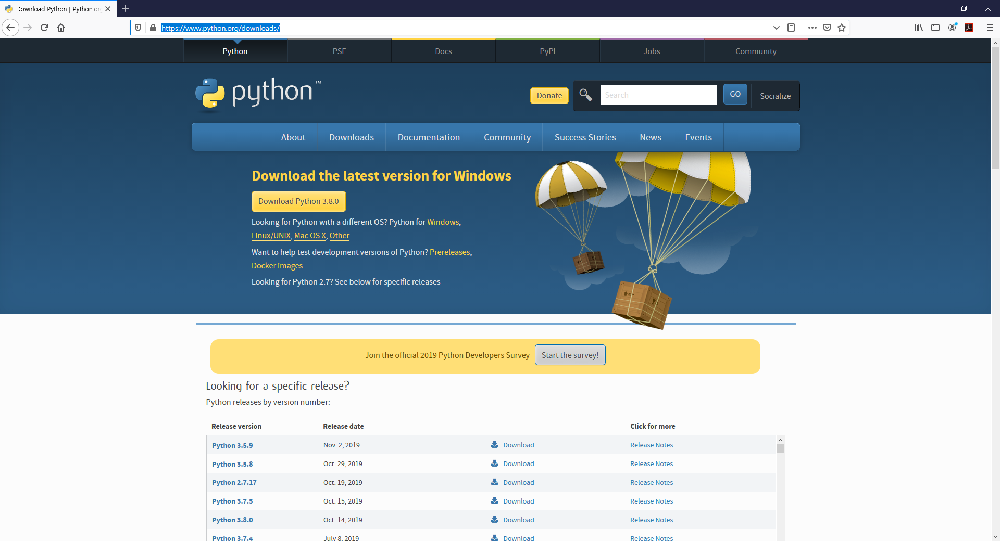 Download Python | Python.org
https://www.python.org/downloads/
Python PSF Docs PyPI Jobs Community
python™
Donate Search GO Socialize
About Downloads Documentation Community Success Stories News Events
Download the latest version for Windows
Download Python 3.8.0
Looking for Python with a different OS? Python for Windows,
Linux/UNIX, Mac OS X, Other
Want to help test development versions of Python? Prereleases,
Docker images
Looking for Python 2.7? See below for specific releases
Join the official 2019 Python Developers Survey Start the survey!
Looking for a specific release?
Python releases by version number:
Release version Release date Click for more
Python 3.5.9 Nov. 2, 2019 Download Release Notes
Python 3.5.8 Oct. 29, 2019 Download Release Notes
Python 2.7.17 Oct. 19, 2019 Download Release Notes
Python 3.7.5 Oct. 15, 2019 Download Release Notes
Python 3.8.0 Oct. 14, 2019 Download Release Notes
Python 3.7.4 July 8, 2019 Download Release Notes